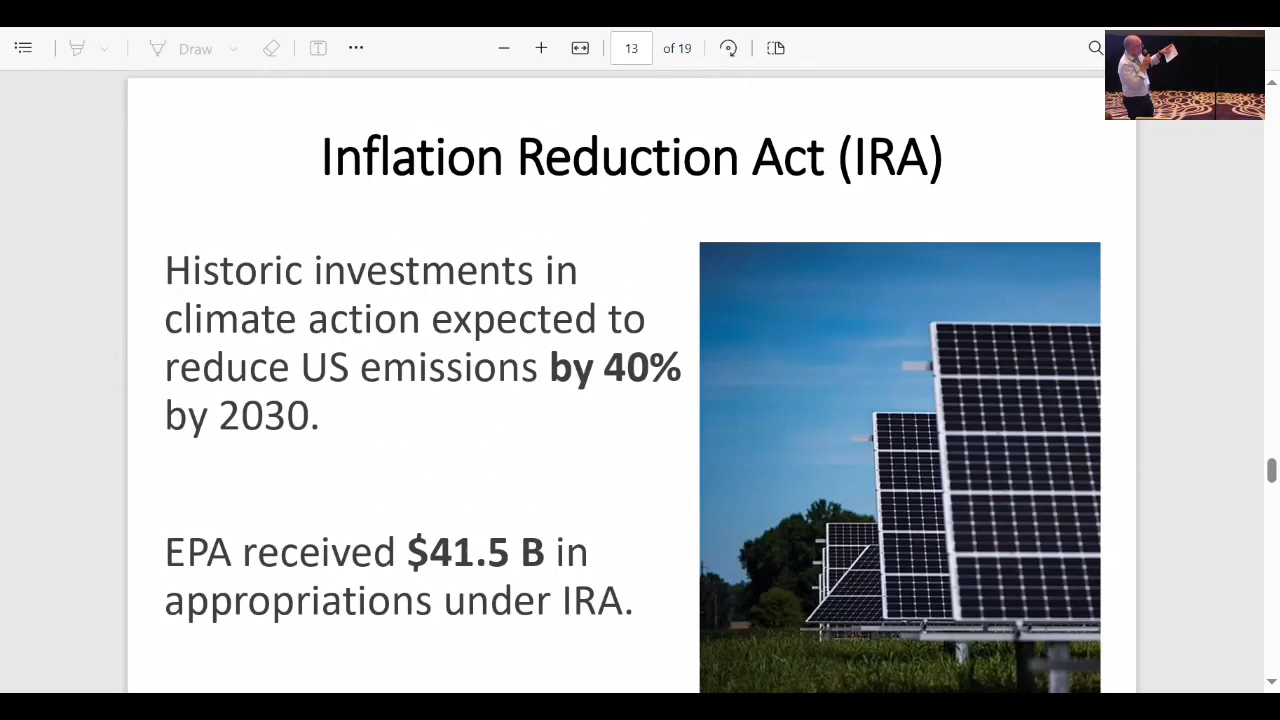 Draw
13 of 19
Inflation Reduction Act (IRA)
Historic investments in
climate action expected to
reduce US emissions by 40%
by 2030.
EPA received $41.5 B in
appropriations under IRA.